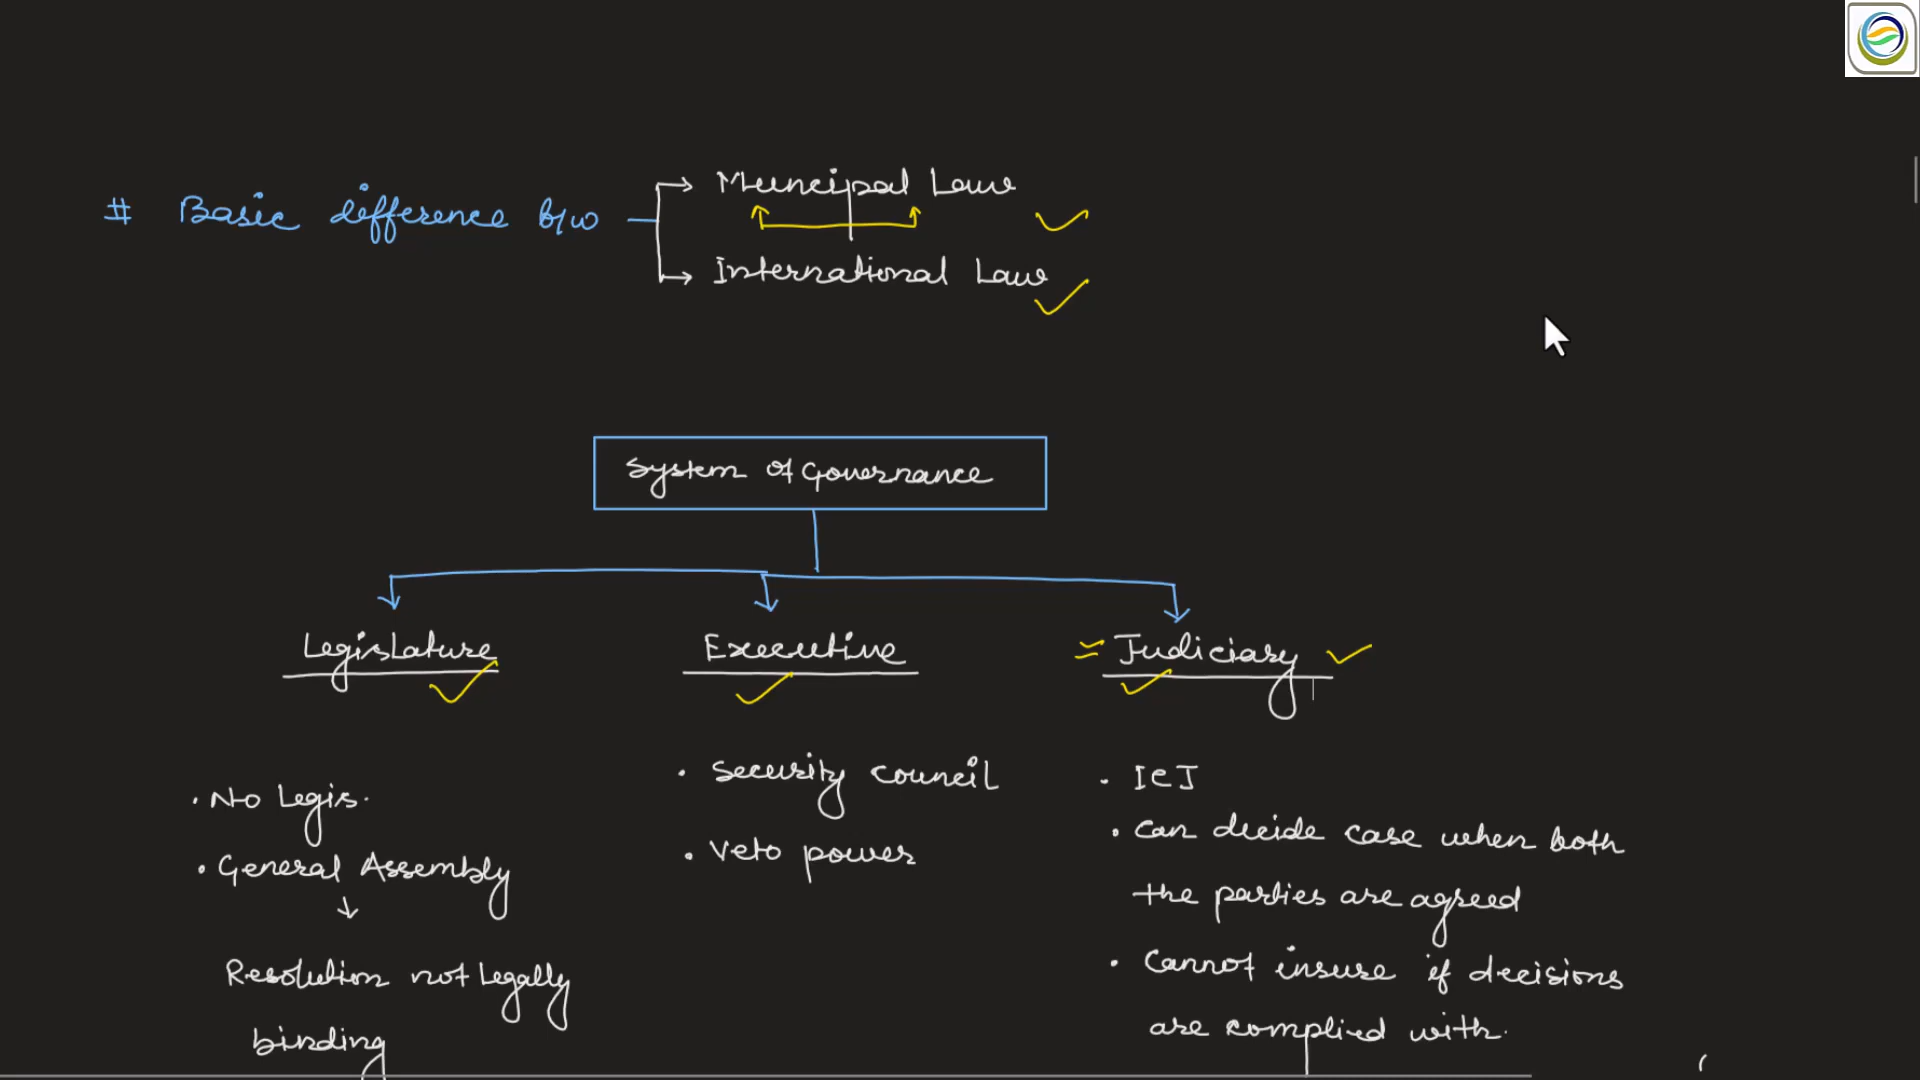 # Basic difference b/w
Muncipal Law
International Law
System of Governance
Legislature
Executive
Judiciary
. No Legis.
. General Assembly
Resolution not Legally
binding
. Security council
. Veto power
. ICJ
. Can decide case when both
the parties are agreed
. Cannot insure if decisions
are complied with.